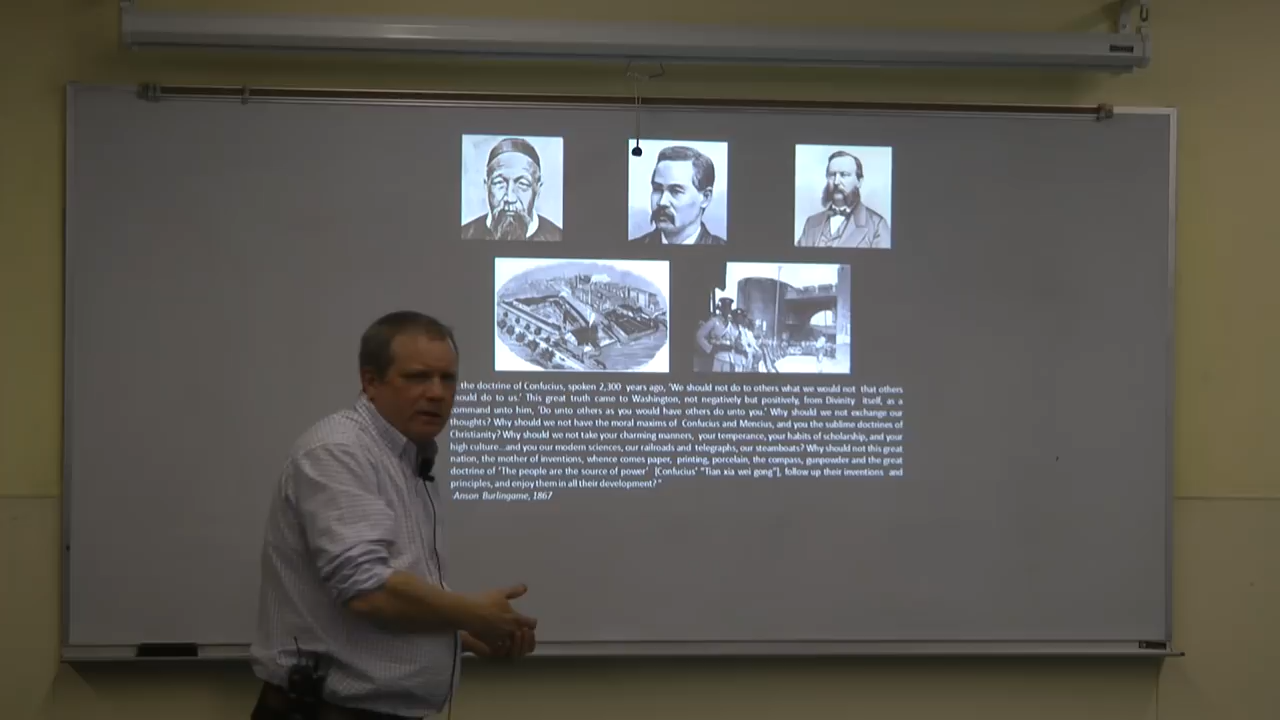 the doctrine of Confucius, spoken 2,300 years ago, 'We should not do to others what we would not that others
ould do to us.' This great truth came to Washington, not negatively but positively, from Divinity itself, as a
command unto him, 'Do unto others as you would have others do unto you.' Why should we not exchange our
thoughts? Why should we not have the moral maxims of Confucius and Mencius, and you the sublime doctrines of
Christianity? Why should we not take your charming manners, your temperance, your habits of scholarship, and your
high culture...and you our modern sciences, our railroads and telegraphs, our steamboats? Why should not this great
nation, the mother of inventions, whence comes paper, printing, porcelain, the compass, gunpowder and the great
doctrine of 'The people are the source of power' [Confucius' "Tian xia wei gong"], follow up their inventions and
principles, and enjoy them in all their development?"
-Anson Burlingame, 1867